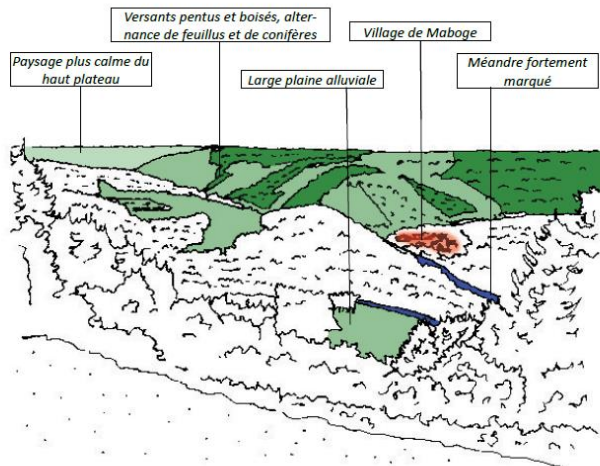 Versants pentus et boisés, alter-
nance de feuillus et de conifères
Village de Maboge
Paysage plus calme du
haut plateau
Large plaine alluviale
Méandre fortement
marqué